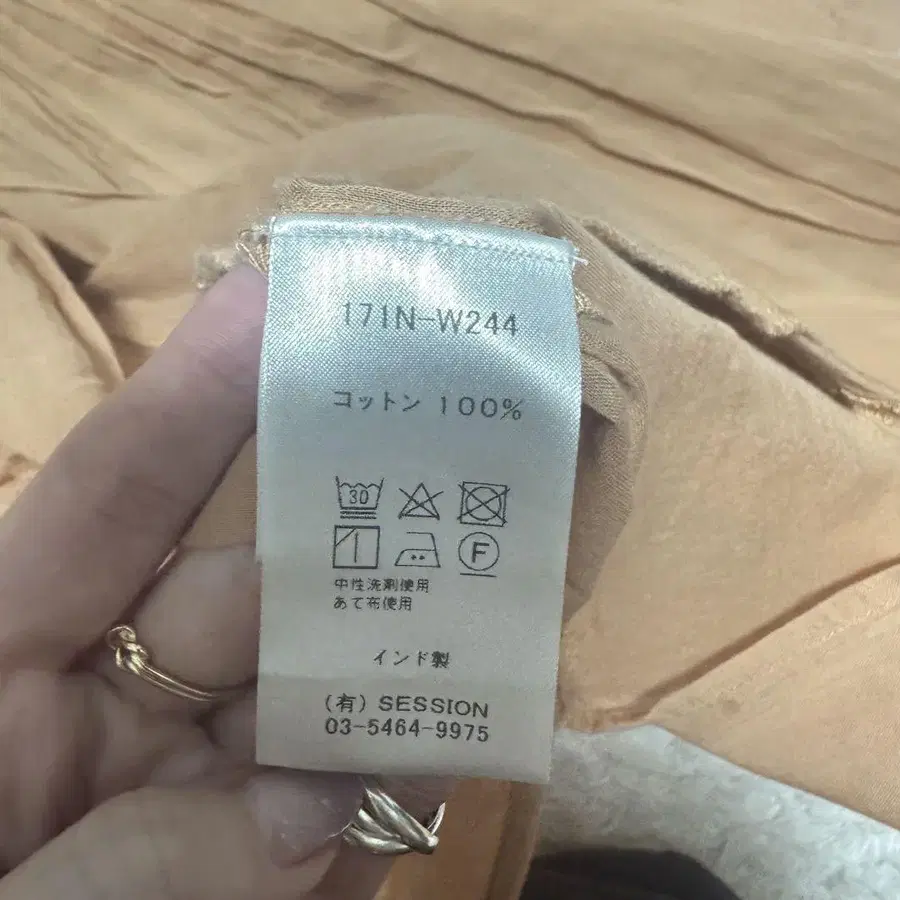 171N-W244
コットン 100%
30
F
中性洗剤使用
あて布使用
インド製
(有) SESSION
03-5464-9975